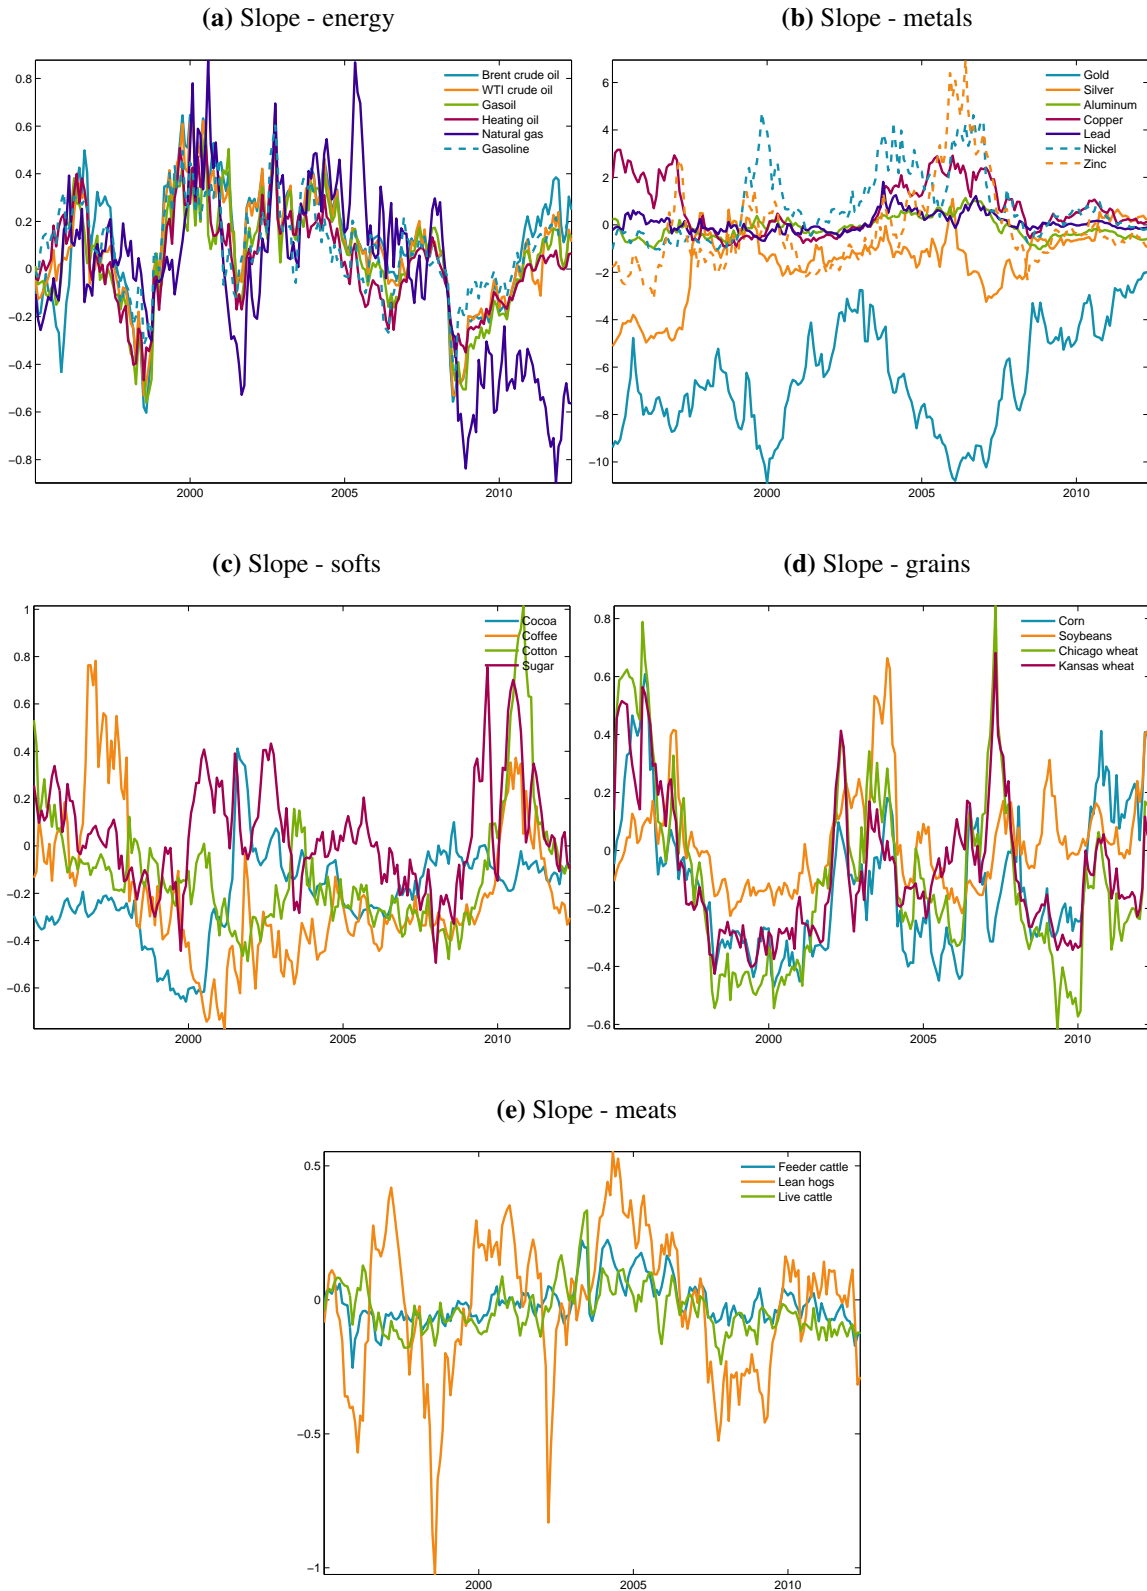 (a) Slope - energy
0.8
0.6
0.4
0.2
0
−0.2
−0.4
−0.6
−0.8
2000
2005
2010
Brent crude oil
WTI crude oil
Gasoil
Heating oil
Natural gas
Gasoline
(b) Slope - metals
6
4
2
0
−2
−4
−6
−8
−10
2000
2005
2010
Gold
Silver
Aluminum
Copper
Lead
Nickel
Zinc
(c) Slope - softs
1
0.8
0.6
0.4
0.2
0
−0.2
−0.4
−0.6
2000
2005
2010
Cocoa
Coffee
Cotton
Sugar
(d) Slope - grains
0.8
0.6
0.4
0.2
0
−0.2
−0.4
−0.6
2000
2005
2010
Corn
Soybeans
Chicago wheat
Kansas wheat
(e) Slope - meats
0.5
0
−0.5
−1
2000
2005
2010
Feeder cattle
Lean hogs
Live cattle